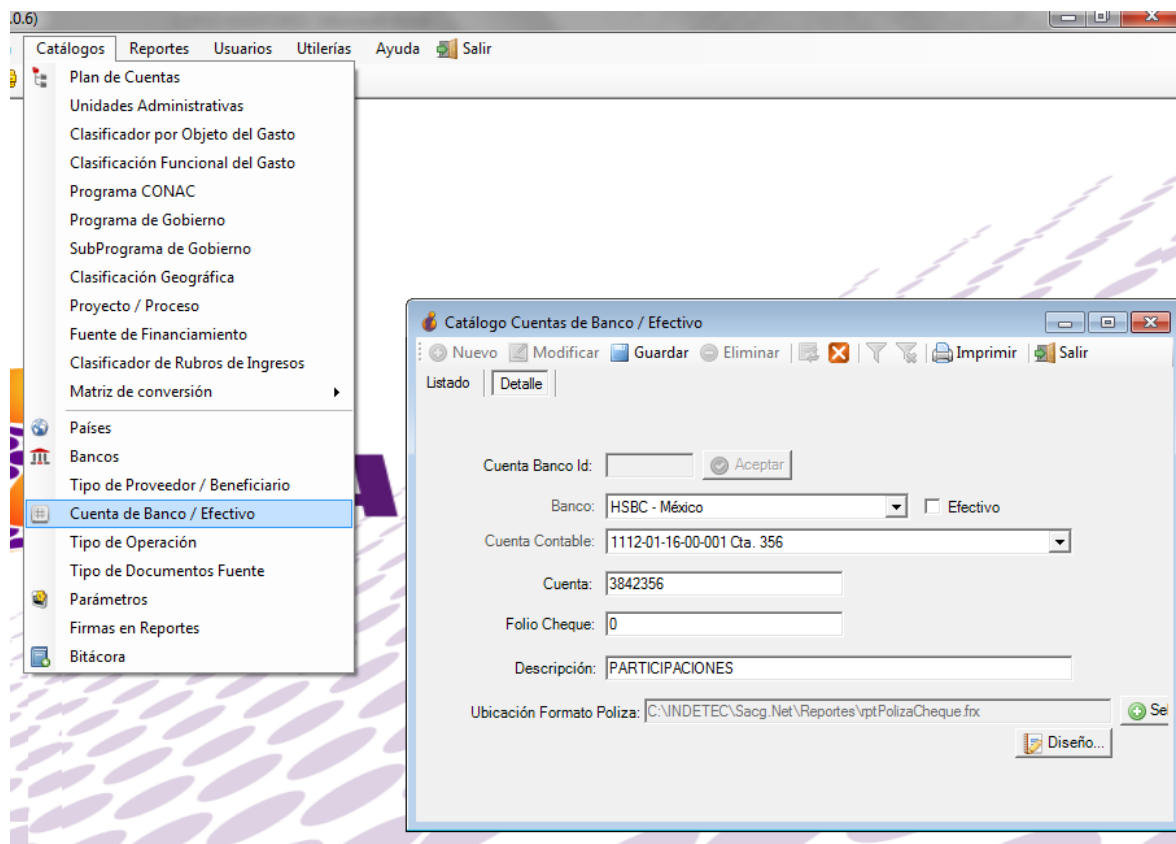 .0.6)
Catálogos Reportes Usuarios Utilerías Ayuda Salir
Plan de Cuentas
Unidades Administrativas
Clasificador por Objeto del Gasto
Clasificación Funcional del Gasto
Programa CONAC
Programa de Gobierno
SubPrograma de Gobierno
Clasificación Geográfica
Proyecto / Proceso
Fuente de Financiamiento
Clasificador de Rubros de Ingresos
Matriz de conversión
Países
Bancos
Tipo de Proveedor / Beneficiario
Cuenta de Banco / Efectivo
Tipo de Operación
Tipo de Documentos Fuente
Parámetros
Firmas en Reportes
Bitácora
Catálogo Cuentas de Banco / Efectivo
Nuevo Modificar Guardar Eliminar Imprimir Salir
Listado Detalle
Cuenta Banco Id: Aceptar
Banco: HSBC - México Efectivo
Cuenta Contable: 1112-01-16-00-001 Cta. 356
Cuenta: 3842356
Folio Cheque: 0
Descripción: PARTICIPACIONES
Ubicación Formato Poliza: C:\INDETEC\Sacg.Net\Reportes\rptPolizaCheque.frx Sel
Diseño...